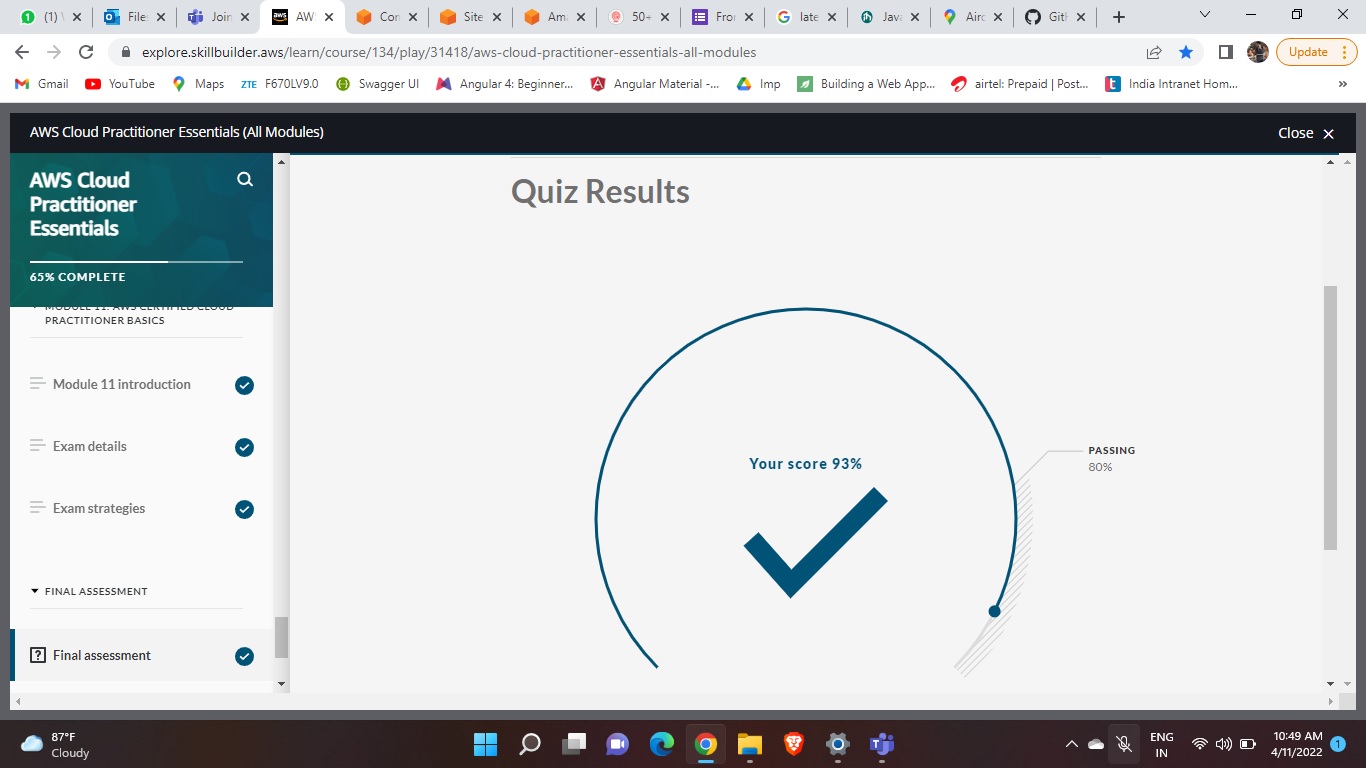 (1) V
File:
Join
AW
Con
Site
Am
50+
Fror
late
Java
Airc
Gitl
explore.skillbuilder.aws/learn/course/134/play/31418/aws-cloud-practitioner-essentials-all-modules
Update
Gmail
YouTube
Maps
ZTE F670LV9.0
Swagger UI
Angular 4: Beginner...
Angular Material -...
Imp
Building a Web App...
airtel: Prepaid | Post...
India Intranet Hom...
AWS Cloud Practitioner Essentials (All Modules)
Close
AWS Cloud
Practitioner
Essentials
65% COMPLETE
MODULE 11: AWS CERTIFIED CLOUD
PRACTITIONER BASICS
Module 11 introduction
Exam details
Exam strategies
FINAL ASSESSMENT
Final assessment
Quiz Results
Your score 93%
PASSING
80%
87°F
Cloudy
ENG
IN
10:49 AM
4/11/2022
1